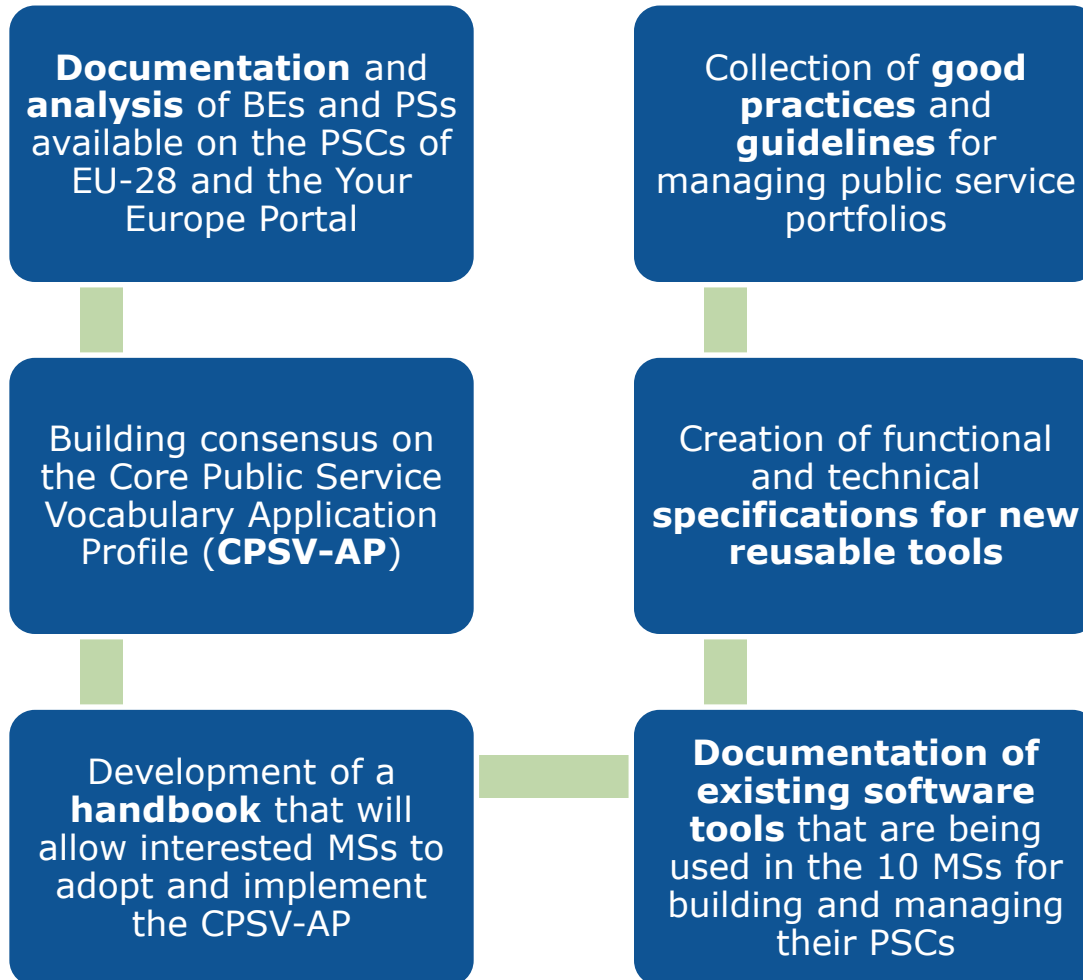 Documentation and
analysis of BEs and PSs
available on the PSCs of
EU-28 and the Your
Europe Portal
Building consensus on
the Core Public Service
Vocabulary Application
Profile (CPSV-AP)
Development of a
handbook that will
allow interested MSs to
adopt and implement
the CPSV-AP
Documentation of
existing software
tools that are being
used in the 10 MSs for
building and managing
their PSCs
Creation of functional
and technical
specifications for new
reusable tools
Collection of good
practices and
guidelines for
managing public service
portfolios